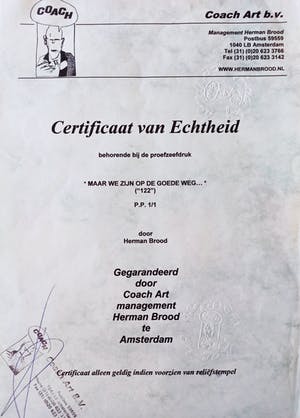 COACH
Coach Art b.v.
Management Herman Brood
Postbus 59559
1040 LB Amsterdam
Tel (31) (0)20 623 3766
Fax (31) (0)20 623 3142
WWW.HERMANBROOD.NL
Certificaat van Echtheid
behorende bij de proefzeefdruk
" MAAR WE ZIJN OP DE GOEDE WEG... "
("122")
P.P. 1/1
door
Herman Brood
Gegarandeerd
door
Coach Art
management
Herman Brood
te
Amsterdam
Certificaat alleen geldig indien voorzien van reliëfstempel
COACH
Coach Art B.V.